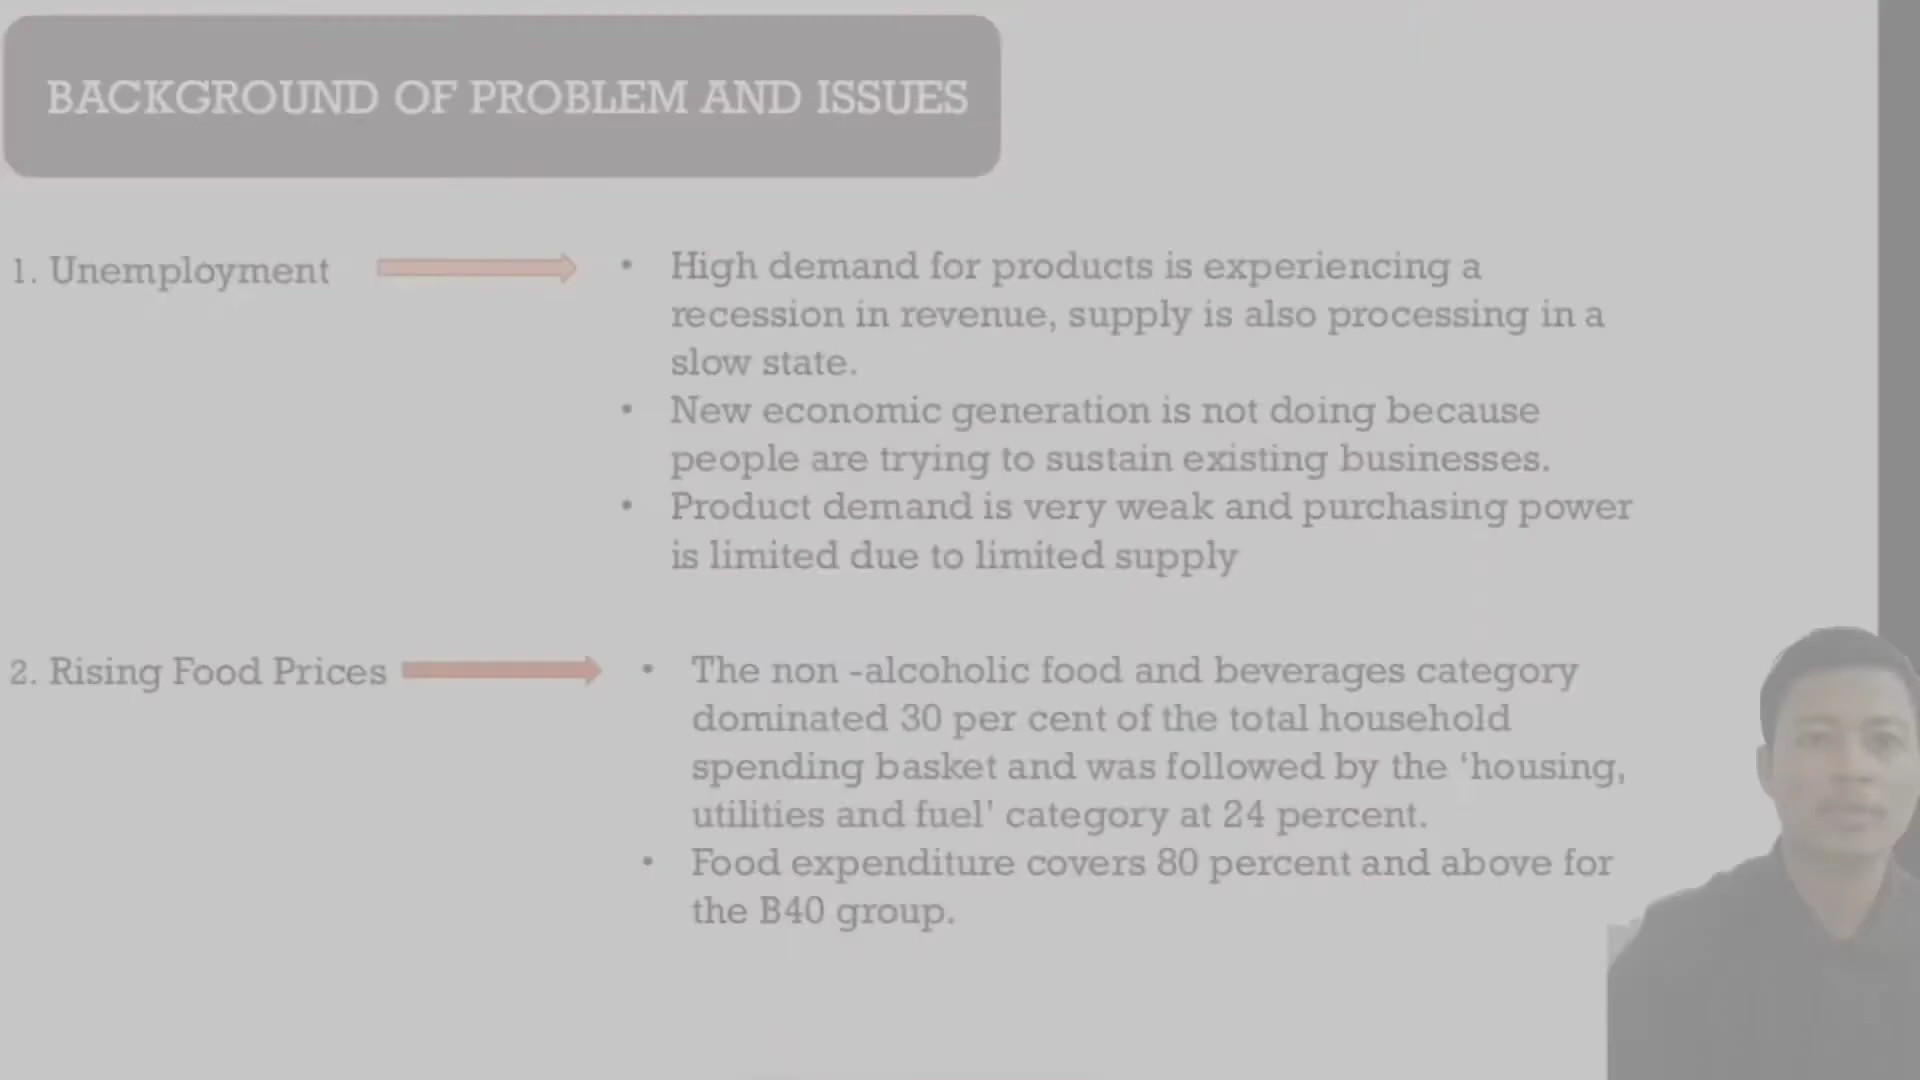 BACKGROUND OF PROBLEM AND ISSUES
1. Unemployment
• High demand for products is experiencing a
recession in revenue, supply is also processing in a
slow state.
• New economic generation is not doing because
people are trying to sustain existing businesses.
• Product demand is very weak and purchasing power
is limited due to limited supply
2. Rising Food Prices
• The non -alcoholic food and beverages category
dominated 30 per cent of the total household
spending basket and was followed by the ‘housing,
utilities and fuel’ category at 24 percent.
• Food expenditure covers 80 percent and above for
the B40 group.